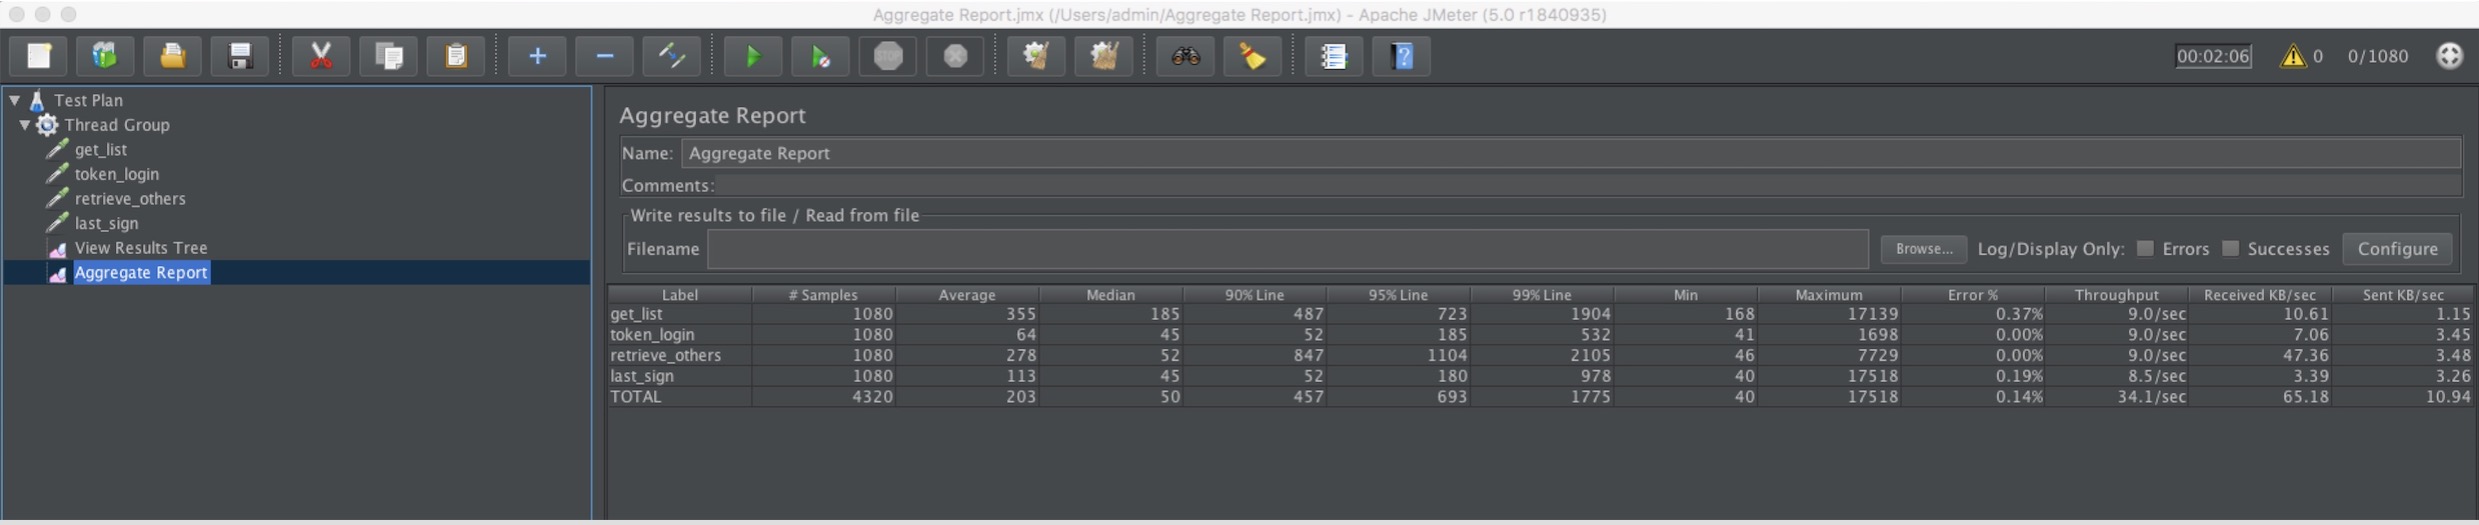 Aggregate Report.jmx (/Users/admin/Aggregate Report.jmx) - Apache JMeter (5.0 r1840935)
STOP ? 00:02:06 0 0/1080
Test Plan
Thread Group
get_list
token_login
retrieve_others
last_sign
View Results Tree
Aggregate Report
Aggregate Report
Name: Aggregate Report
Comments:
Write results to file / Read from file
Filename Browse... Log/Display Only: Errors Successes Configure
Label # Samples Average Median 90% Line 95% Line 99% Line Min Maximum Error % Throughput Received KB/sec Sent KB/sec
get_list 1080 355 185 487 723 1904 168 17139 0.37% 9.0/sec 10.61 1.15
token_login 1080 64 45 52 185 532 41 1698 0.00% 9.0/sec 7.06 3.45
retrieve_others 1080 278 52 847 1104 2105 46 7729 0.00% 9.0/sec 47.36 3.48
last_sign 1080 113 45 52 180 978 40 17518 0.19% 8.5/sec 3.39 3.26
TOTAL 4320 203 50 457 693 1775 40 17518 0.14% 34.1/sec 65.18 10.94